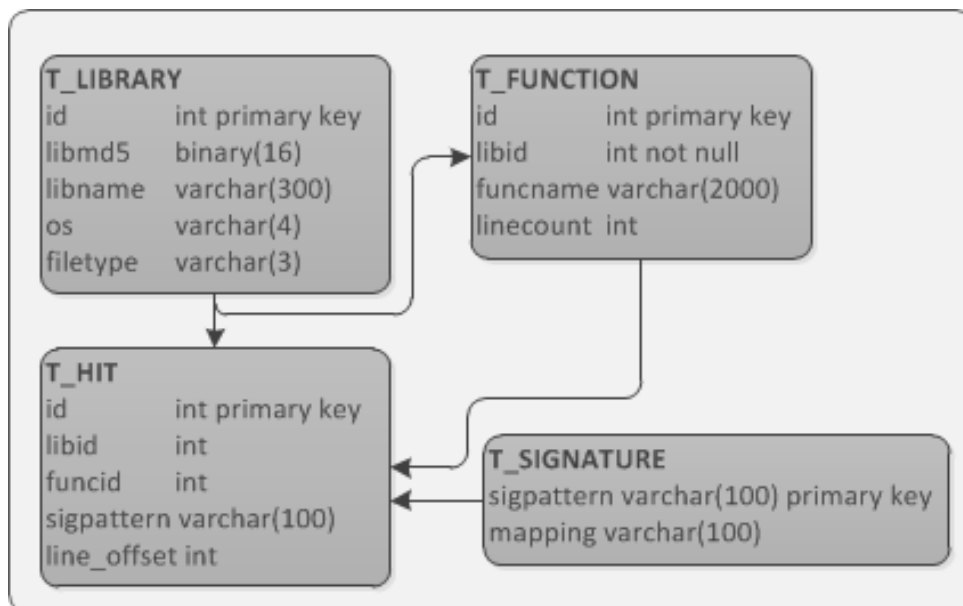 T_LIBRARY
id int primary key
libmd5 binary(16)
libname varchar(300)
os varchar(4)
filetype varchar(3)
T_FUNCTION
id int primary key
libid int not null
funcname varchar(2000)
linecount int
T_HIT
id int primary key
libid int
funcid int
sigpattern varchar(100)
line_offset int
T_SIGNATURE
sigpattern varchar(100) primary key
mapping varchar(100)